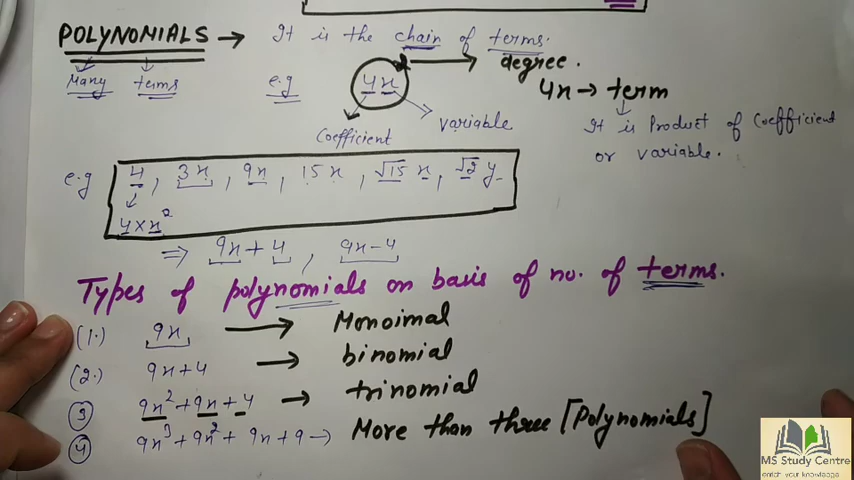 POLYNOMIALS → It is the chain of terms.
Many terms
e.g 4x² → degree.
Coefficient
variable
4x → term
It is Product of Coefficient
or variable.
e.g 4, 3x, 9x, 15x, √15 x, √2 y
4×x²
⇒ 9x+4, 9x-4
Types of polynomials on basis of no. of terms.
(1.) 9x → Monoimal
(2.) 9x+4 → binomial
(3) 9x²+9x+4 → trinomial
(4) 9x³+9x²+9x+9 → More than three [Polynomials]
MS Study Centre
enrich your knowledge